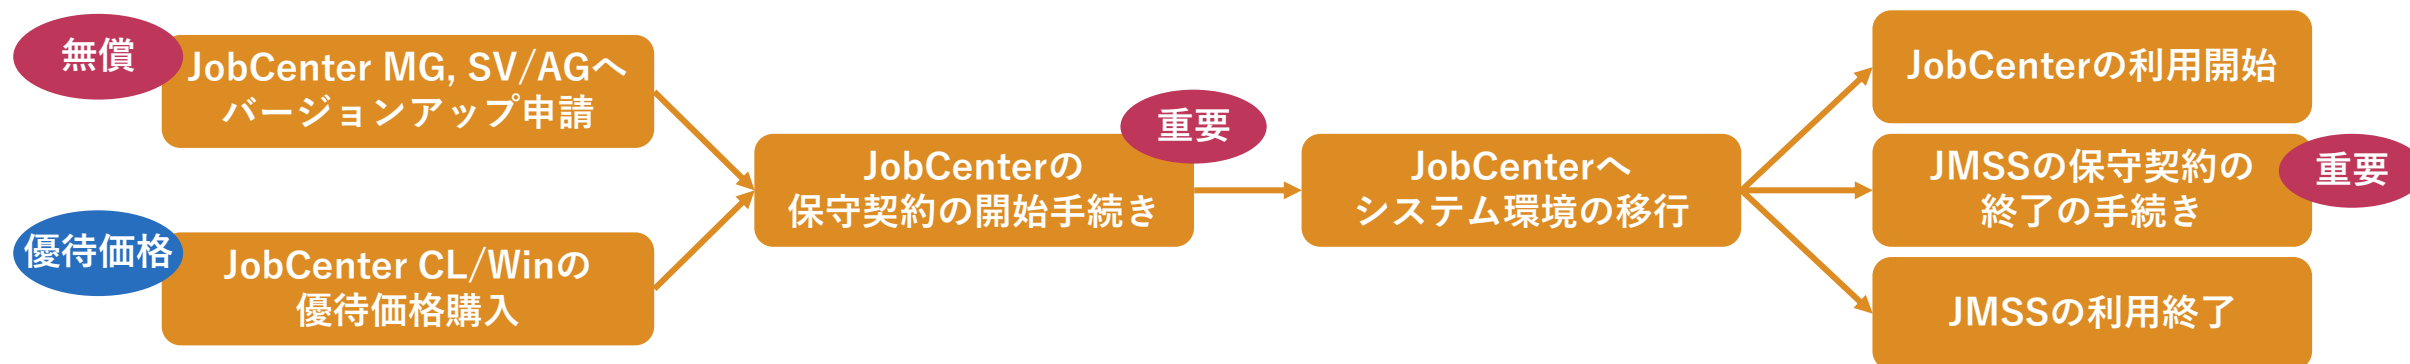 無償
JobCenter MG, SV/AGへ
バージョンアップ申請
優待価格
JobCenter CL/Winの
優待価格購入
JobCenterの
保守契約の開始手続き
重要
JobCenterへ
システム環境の移行
JobCenterの利用開始
JMSSの保守契約の
終了の手続き
重要
JMSSの利用終了